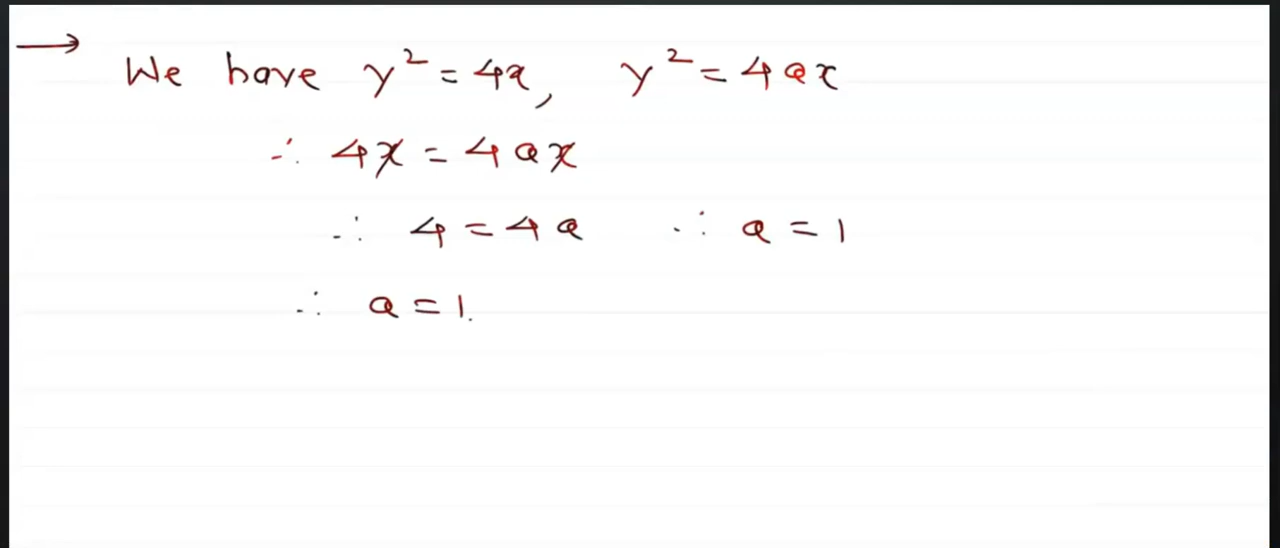 → We have y² = 4x, y² = 4ax
∴ 4x = 4ax
∴ 4 = 4a ∴ a = 1
∴ a = 1.